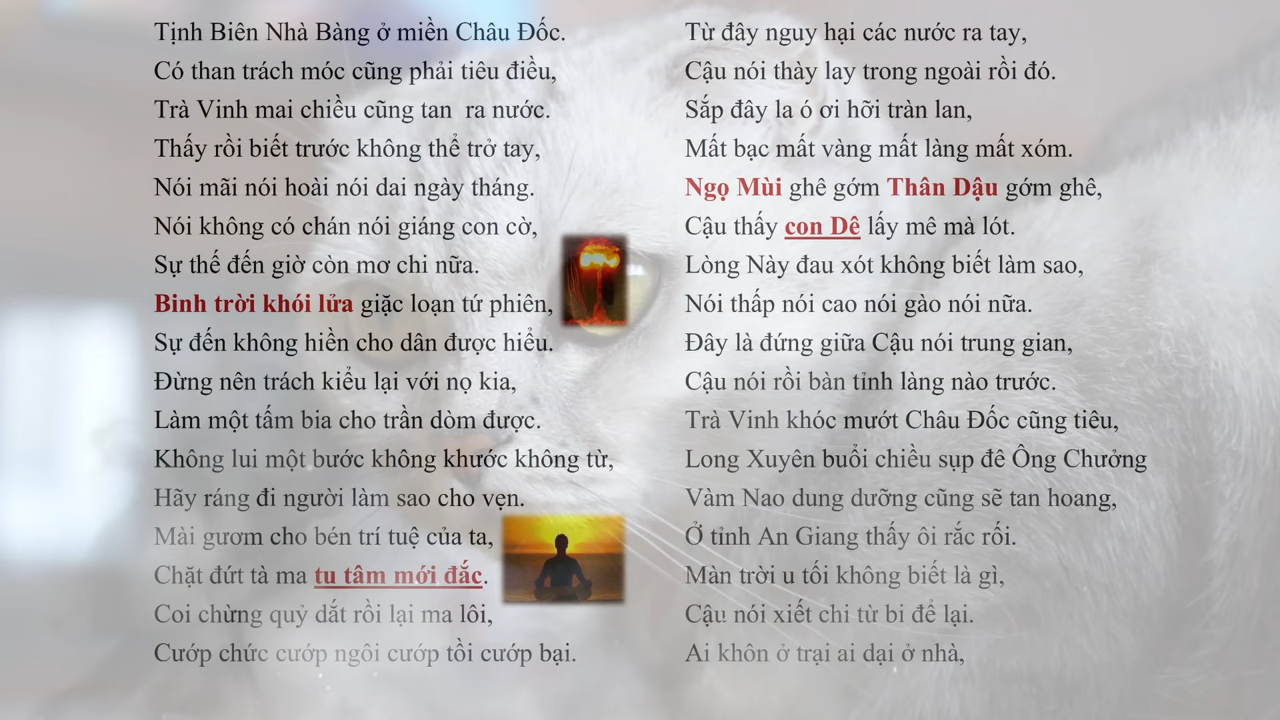 Tịnh Biên Nhà Bàng ở miền Châu Đốc.
Có than trách móc cũng phải tiêu điều,
Trà Vinh mai chiều cũng tan ra nước.
Thấy rồi biết trước không thể trở tay,
Nói mãi nói hoài nói dai ngày tháng.
Nói không có chán nói giáng con cờ,
Sự thế đến giờ còn mơ chi nữa.
Binh trời khói lửa giặc loạn tứ phiên,
Sự đến không hiền cho dân được hiểu.
Đừng nên trách kiểu lại với nọ kia,
Làm một tấm bia cho trần dòm được.
Không lui một bước không khước không từ,
Hãy ráng đi người làm sao cho vẹn.
Mài gươm cho bén trí tuệ của ta,
Chặt đứt tà ma tu tâm mới đắc.
Coi chừng quỷ dắt rồi lại ma lôi,
Cướp chức cướp ngôi cướp tồi cướp bại.
Từ đây nguy hại các nước ra tay,
Cậu nói thày lay trong ngoài rồi đó.
Sắp đây la ó ơi hỡi tràn lan,
Mất bạc mất vàng mất làng mất xóm.
Ngọ Mùi ghê gớm Thân Dậu gớm ghê,
Cậu thấy con Dê lấy mê mà lót.
Lòng Này đau xót không biết làm sao,
Nói thấp nói cao nói gào nói nữa.
Đây là đứng giữa Cậu nói trung gian,
Cậu nói rồi bàn tỉnh làng nào trước.
Trà Vinh khóc mướt Châu Đốc cũng tiêu,
Long Xuyên buổi chiều sụp đê Ông Chưởng
Vàm Nao dung dưỡng cũng sẽ tan hoang,
Ở tỉnh An Giang thấy ôi rắc rối.
Màn trời u tối không biết là gì,
Cậu nói xiết chi từ bi để lại.
Ai khôn ở trại ai dại ở nhà,